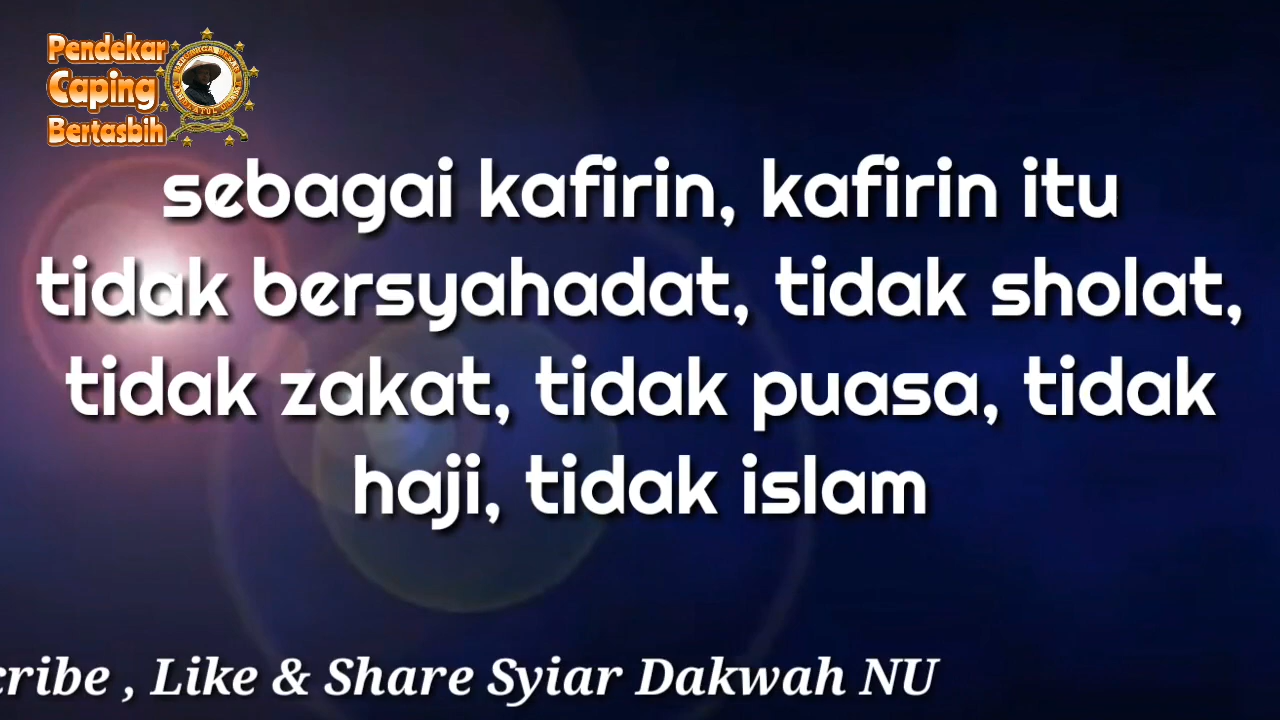 Pendekar
Caping
Bertasbih
sebagai kafirin, kafirin itu
tidak bersyahadat, tidak sholat,
tidak zakat, tidak puasa, tidak
haji, tidak islam
cribe , Like & Share Syiar Dakwah NU